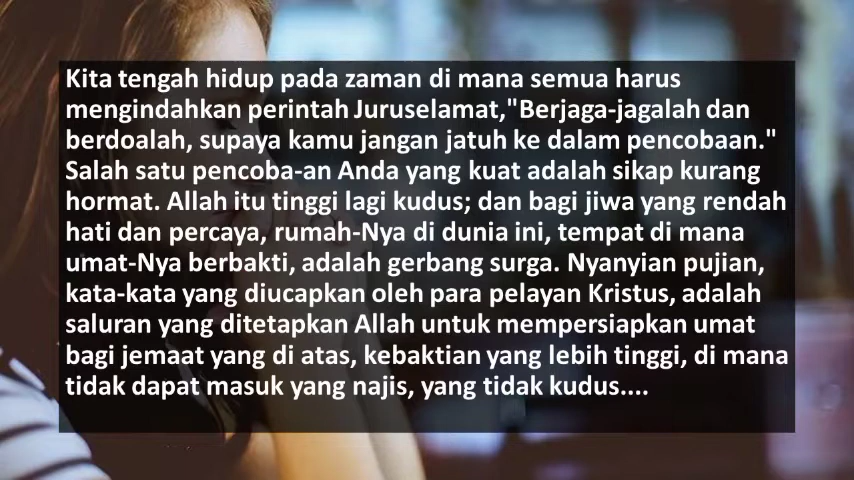 Kita tengah hidup pada zaman di mana semua harus
mengindahkan perintah Juruselamat,"Berjaga-jagalah dan
berdoalah, supaya kamu jangan jatuh ke dalam pencobaan."
Salah satu pencoba-an Anda yang kuat adalah sikap kurang
hormat. Allah itu tinggi lagi kudus; dan bagi jiwa yang rendah
hati dan percaya, rumah-Nya di dunia ini, tempat di mana
umat-Nya berbakti, adalah gerbang surga. Nyanyian pujian,
kata-kata yang diucapkan oleh para pelayan Kristus, adalah
saluran yang ditetapkan Allah untuk mempersiapkan umat
bagi jemaat yang di atas, kebaktian yang lebih tinggi, di mana
tidak dapat masuk yang najis, yang tidak kudus....